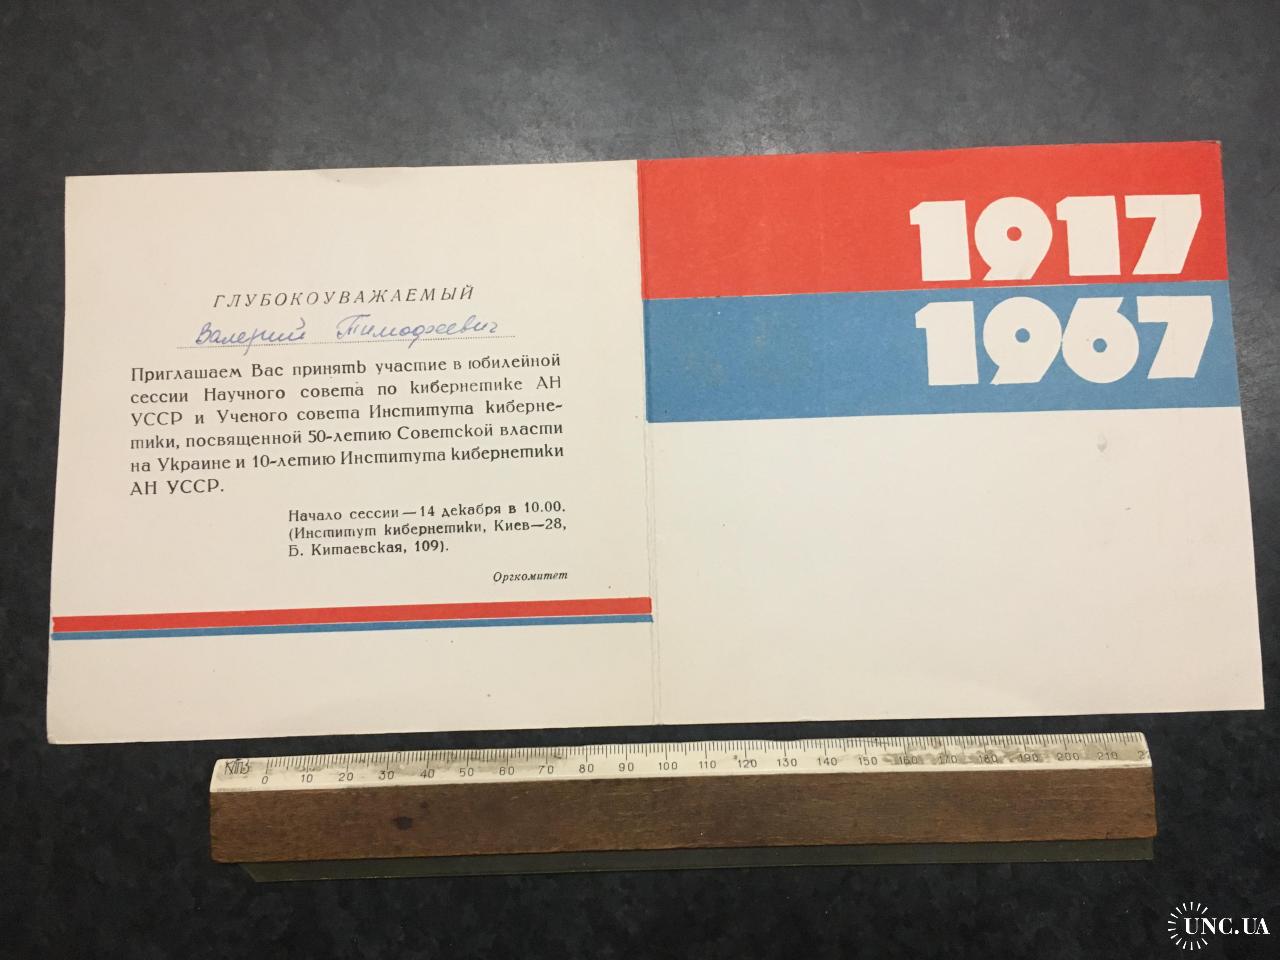 ГЛУБОКОУВАЖАЕМЫЙ
Валерий Тимофеевич
Приглашаем Вас принять участие в юбилейной
сессии Научного совета по кибернетике АН
УССР и Ученого совета Института киберне-
тики, посвященной 50-летию Советской власти
на Украине и 10-летию Института кибернетики
АН УССР.
Начало сессии — 14 декабря в 10.00.
(Институт кибернетики, Киев—28,
Б. Китаевская, 109).
Оргкомитет
1917
1967
0 10 20 30 40 50 60 70 80 90 100 110 120 130 140 150 160 170 180 190 200 210
UNC.UA